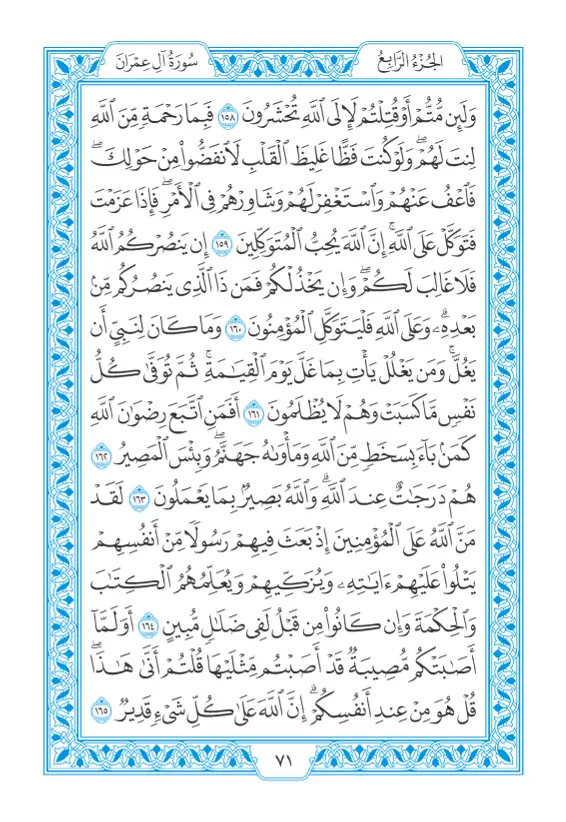 الجُزْءُ الرَّابِعُ
سُورَةُ آلِ عِمْرَان
وَلَئِن مُّتُّمْ أَوْ قُتِلْتُمْ لَإِلَى ٱللَّهِ تُحْشَرُونَ ١٥٨ فَبِمَا رَحْمَةٍ مِّنَ ٱللَّهِ
لِنتَ لَهُمْ ۖ وَلَوْ كُنتَ فَظًّا غَلِيظَ ٱلْقَلْبِ لَٱنفَضُّوا۟ مِنْ حَوْلِكَ ۖ
فَٱعْفُ عَنْهُمْ وَٱسْتَغْفِرْ لَهُمْ وَشَاوِرْهُمْ فِى ٱلْأَمْرِ ۖ فَإِذَا عَزَمْتَ
فَتَوَكَّلْ عَلَى ٱللَّهِ ۚ إِنَّ ٱللَّهَ يُحِبُّ ٱلْمُتَوَكِّلِينَ ١٥٩ إِن يَنصُرْكُمُ ٱللَّهُ
فَلَا غَالِبَ لَكُمْ ۖ وَإِن يَخْذُلْكُمْ فَمَن ذَا ٱلَّذِى يَنصُرُكُم مِّنۢ
بَعْدِهِۦ ۗ وَعَلَى ٱللَّهِ فَلْيَتَوَكَّلِ ٱلْمُؤْمِنُونَ ١٦٠ وَمَا كَانَ لِنَبِىٍّ أَن
يَغُلَّ ۚ وَمَن يَغْلُلْ يَأْتِ بِمَا غَلَّ يَوْمَ ٱلْقِيَـٰمَةِ ۚ ثُمَّ تُوَفَّىٰ كُلُّ
نَفْسٍ مَّا كَسَبَتْ وَهُمْ لَا يُظْلَمُونَ ١٦١ أَفَمَنِ ٱتَّبَعَ رِضْوَٰنَ ٱللَّهِ
كَمَنۢ بَآءَ بِسَخَطٍ مِّنَ ٱللَّهِ وَمَأْوَىٰهُ جَهَنَّمُ ۚ وَبِئْسَ ٱلْمَصِيرُ ١٦٢
هُمْ دَرَجَـٰتٌ عِندَ ٱللَّهِ ۗ وَٱللَّهُ بَصِيرٌۢ بِمَا يَعْمَلُونَ ١٦٣ لَقَدْ
مَنَّ ٱللَّهُ عَلَى ٱلْمُؤْمِنِينَ إِذْ بَعَثَ فِيهِمْ رَسُولًا مِّنْ أَنفُسِهِمْ
يَتْلُوا۟ عَلَيْهِمْ ءَايَـٰتِهِۦ وَيُزَكِّيهِمْ وَيُعَلِّمُهُمُ ٱلْكِتَـٰبَ
وَٱلْحِكْمَةَ وَإِن كَانُوا۟ مِن قَبْلُ لَفِى ضَلَـٰلٍ مُّبِينٍ ١٦٤ أَوَلَمَّآ
أَصَـٰبَتْكُم مُّصِيبَةٌ قَدْ أَصَبْتُم مِّثْلَيْهَا قُلْتُمْ أَنَّىٰ هَـٰذَا ۖ
قُلْ هُوَ مِنْ عِندِ أَنفُسِكُمْ ۗ إِنَّ ٱللَّهَ عَلَىٰ كُلِّ شَىْءٍ قَدِيرٌ ١٦٥
٧١